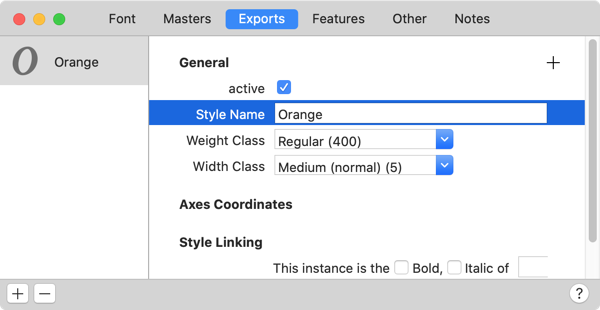 Font Masters Exports Features Other Notes
O Orange
General
active
Style Name Orange
Weight Class Regular (400)
Width Class Medium (normal) (5)
Axes Coordinates
Style Linking
This instance is the Bold, Italic of
?